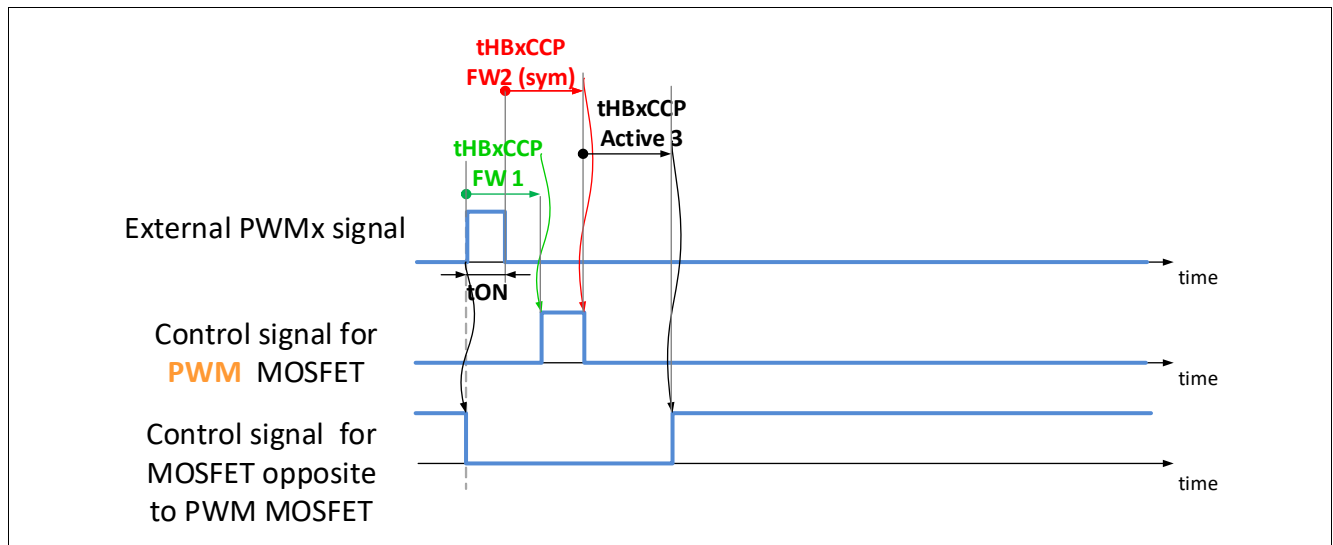 tHBxCCP
FW2 (sym)
tHBxCCP
Active 3
tHBxCCP
FW 1
External PWMx signal
time
tON
Control signal for
PWM MOSFET
time
Control signal for
MOSFET opposite
to PWM MOSFET
time